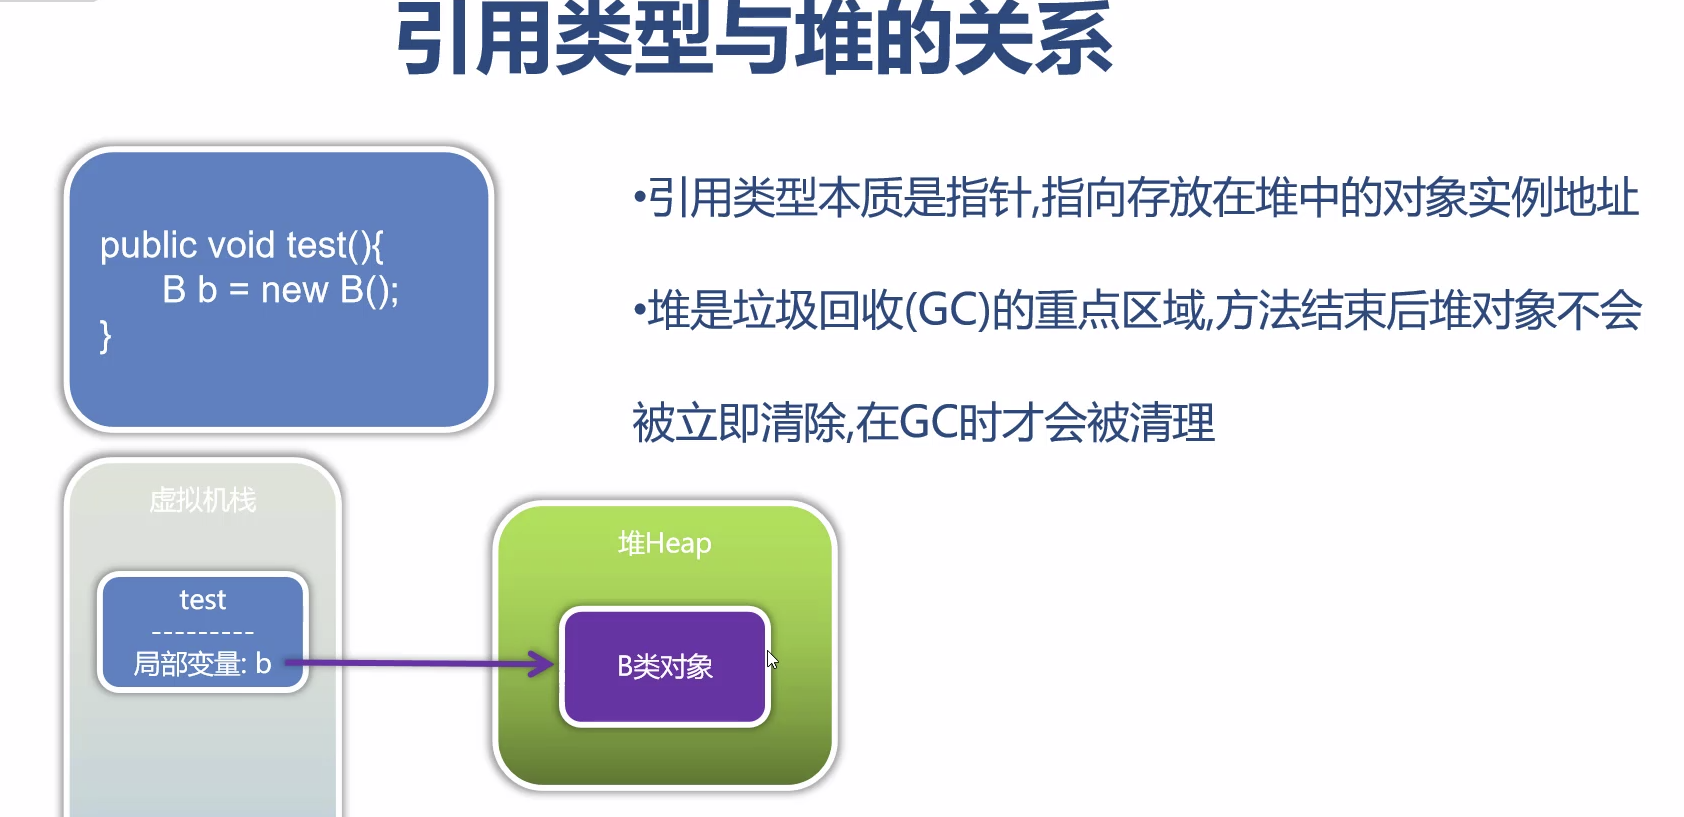 引用类型与堆的关系
public void test(){
B b = new B();
}
•引用类型本质是指针,指向存放在堆中的对象实例地址
•堆是垃圾回收(GC)的重点区域,方法结束后堆对象不会
被立即清除,在GC时才会被清理
虚拟机栈
test
---------
局部变量: b
堆Heap
B类对象